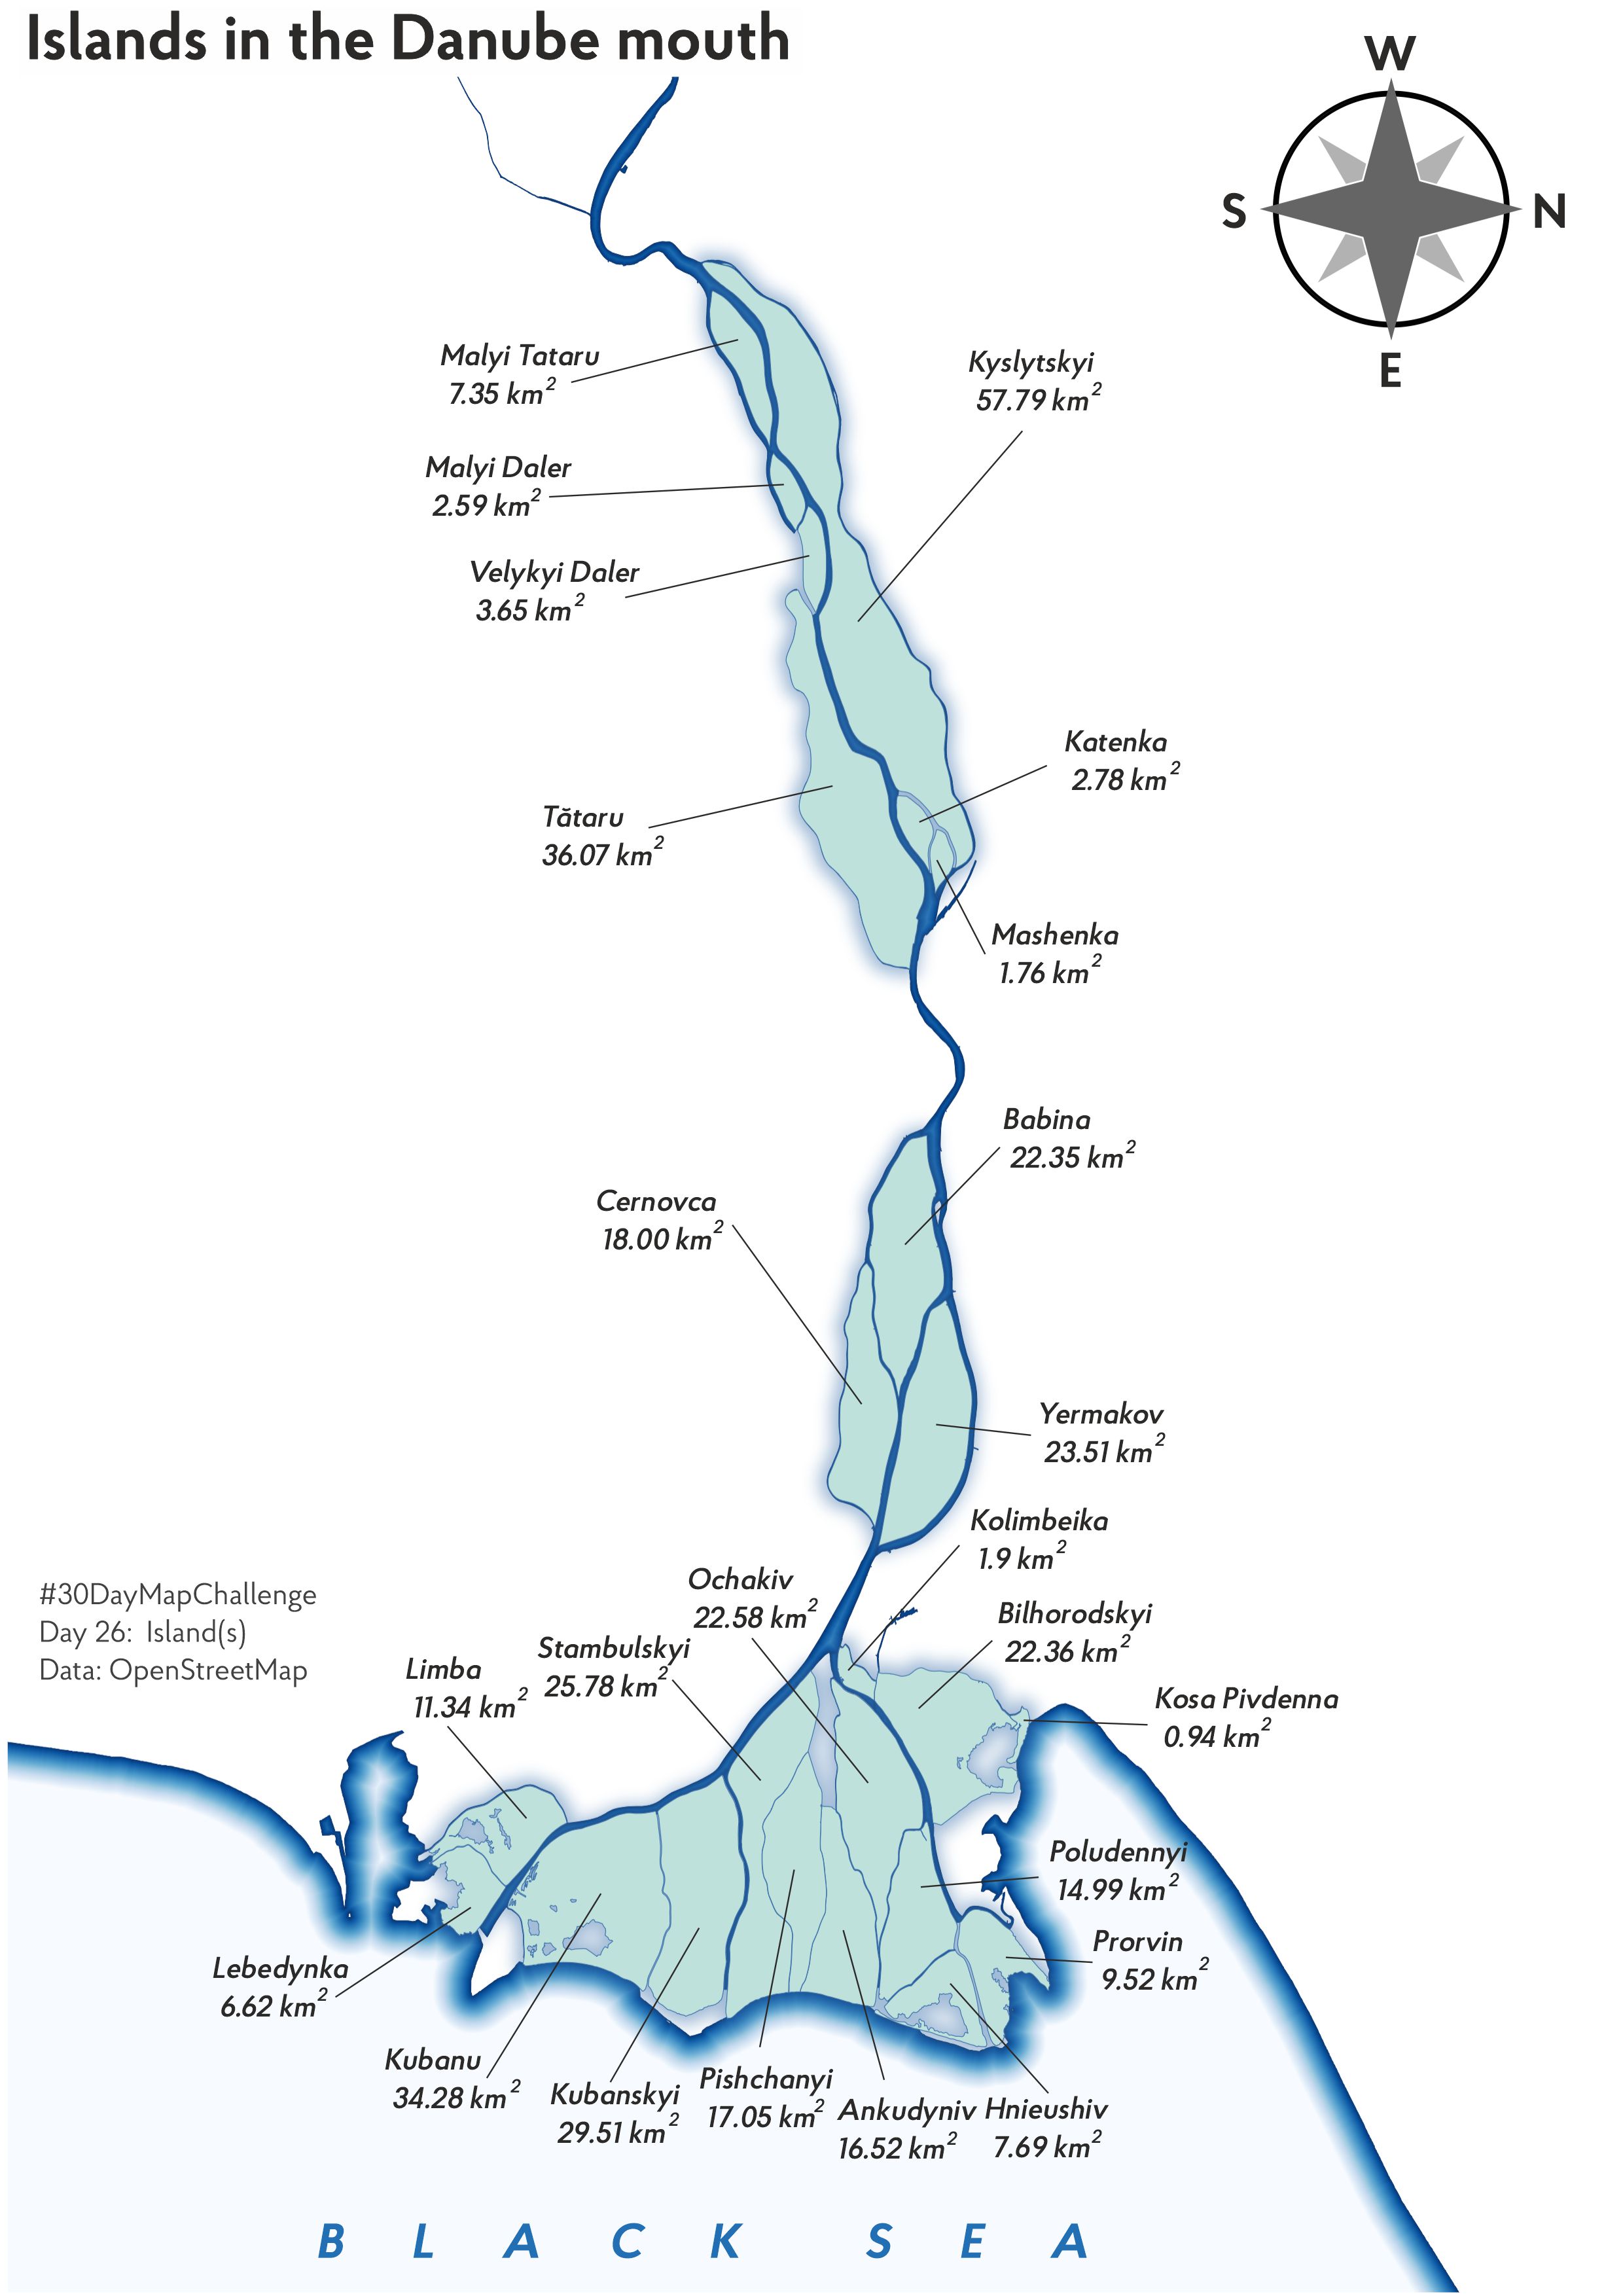 Islands in the Danube mouth
W
S
N
E
Malyi Tataru
7.35 km²
Kyslytskyi
57.79 km²
Malyi Daler
2.59 km²
Velykyi Daler
3.65 km²
Katenka
2.78 km²
Tătaru
36.07 km²
Mashenka
1.76 km²
Babina
22.35 km²
Cernovca
18.00 km²
Yermakov
23.51 km²
Kolimbeika
1.9 km²
Ochakiv
22.58 km²
Bilhorodskyi
22.36 km²
Stambulskyi
25.78 km²
Limba
11.34 km²
#30DayMapChallenge
Day 26: Island(s)
Data: OpenStreetMap
Kosa Pivdenna
0.94 km²
Poludennyi
14.99 km²
Prorvin
9.52 km²
Lebedynka
6.62 km²
Kubanu
34.28 km²
Kubanskyi
29.51 km²
Pishchanyi
17.05 km²
Ankudyniv
16.52 km²
Hnieushiv
7.69 km²
BLACK SEA